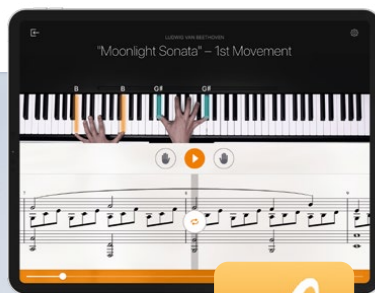 LUDWIG VAN BEETHOVEN
"Moonlight Sonata" – 1st Movement
B B G# G#